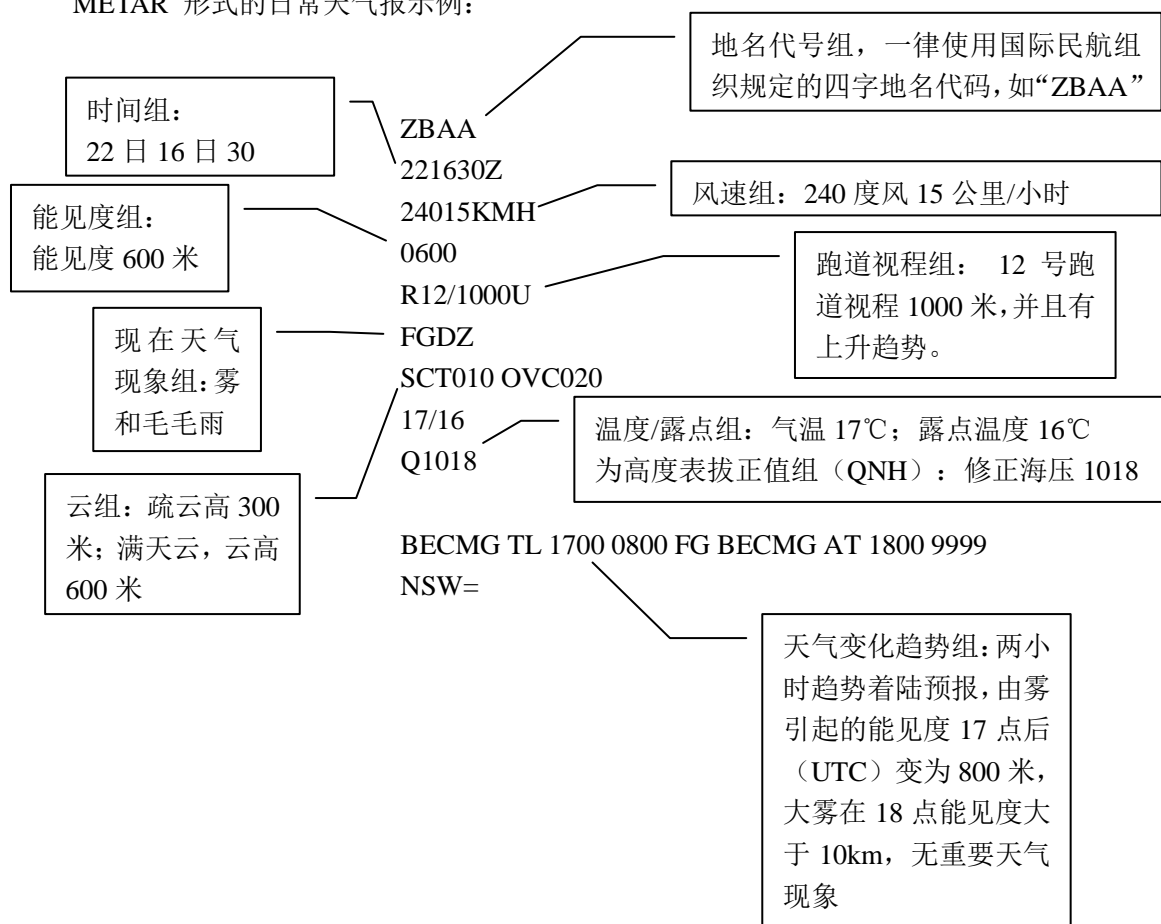 METAR 形式的日常天气报示例：
地名代号组，一律使用国际民航组
织规定的四字地名代码，如“ZBAA”
时间组：
22 日 16 日 30
ZBAA
221630Z
24015KMH
0600
R12/1000U
FGDZ
SCT010 OVC020
17/16
Q1018
风速组：240 度风 15 公里/小时
能见度组：
能见度 600 米
跑道视程组： 12 号跑
道视程 1000 米，并且有
上升趋势。
现在天气
现象组：雾
和毛毛雨
温度/露点组：气温 17℃；露点温度 16℃
为高度表拔正值组（QNH）：修正海压 1018
云组：疏云高 300
米；满天云，云高
600 米
BECMG TL 1700 0800 FG BECMG AT 1800 9999
NSW=
天气变化趋势组：两小
时趋势着陆预报，由雾
引起的能见度 17 点后
（UTC）变为 800 米，
大雾在 18 点能见度大
于 10km，无重要天气
现象